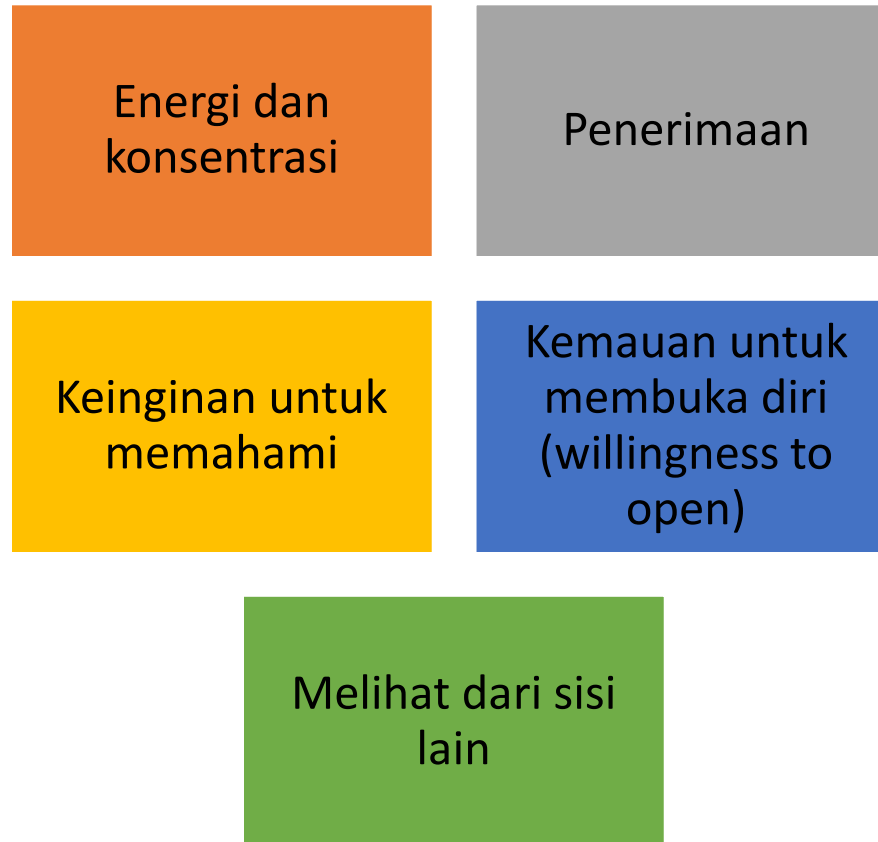 Energi dan
konsentrasi
Penerimaan
Keinginan untuk
memahami
Kemauan untuk
membuka diri
(willingness to
open)
Melihat dari sisi
lain